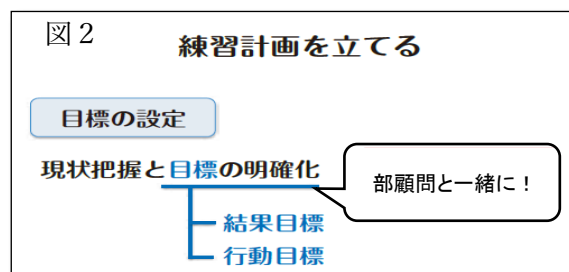 図２
練習計画を立てる
目標の設定
現状把握と目標の明確化
部顧問と一緒に！
結果目標
行動目標